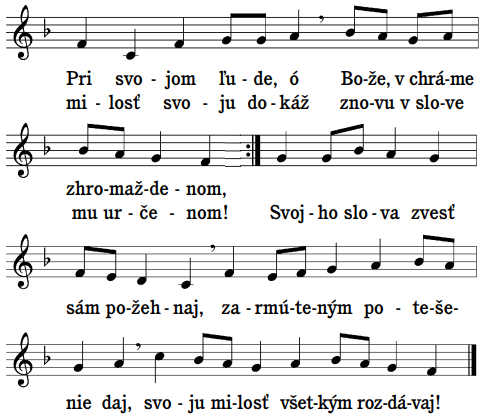 Pri svo - jom ľu - de, ó Bo- že, v chrá- me
mi - losť svo - ju do - káž zno - vu v slo - ve
zhro - maž - de - nom,
mu ur - če - nom! Svoj - ho slo - va zvesť
sám po - žeh - naj, za - rmú - te - ným po - te - še -
nie daj, svo - ju mi - losť všet - kým roz - dá - vaj!